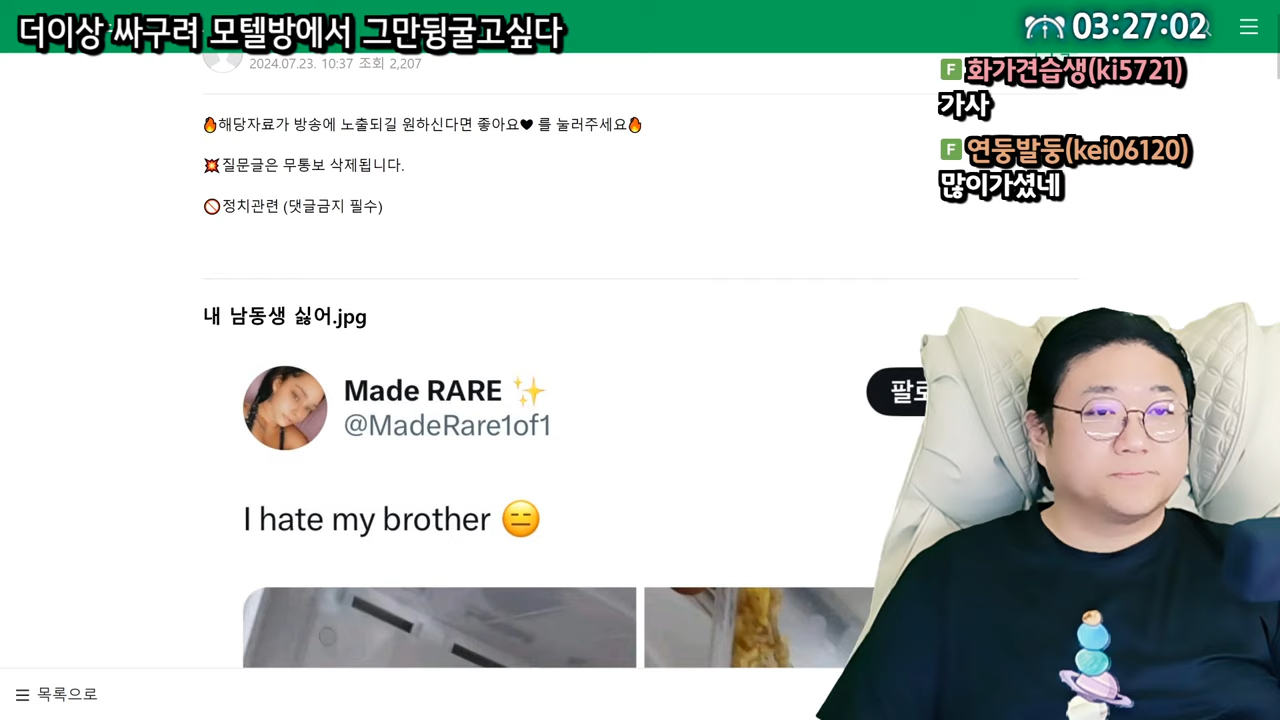 더이상 싸구려 모텔방에서 그만뒹굴고싶다
03:27:02
2024.07.23. 10:37 조회 2,207
F 화가견습생(ki5721)
가사
F 연둥발둥(kei06120)
많이가셨네
🔥해당자료가 방송에 노출되길 원하신다면 좋아요🖤 를 눌러주세요🔥
💥질문글은 무통보 삭제됩니다.
🚫정치관련 (댓글금지 필수)
내 남동생 싫어.jpg
Made RARE ✨
@MadeRare1of1
I hate my brother 😑
목록으로